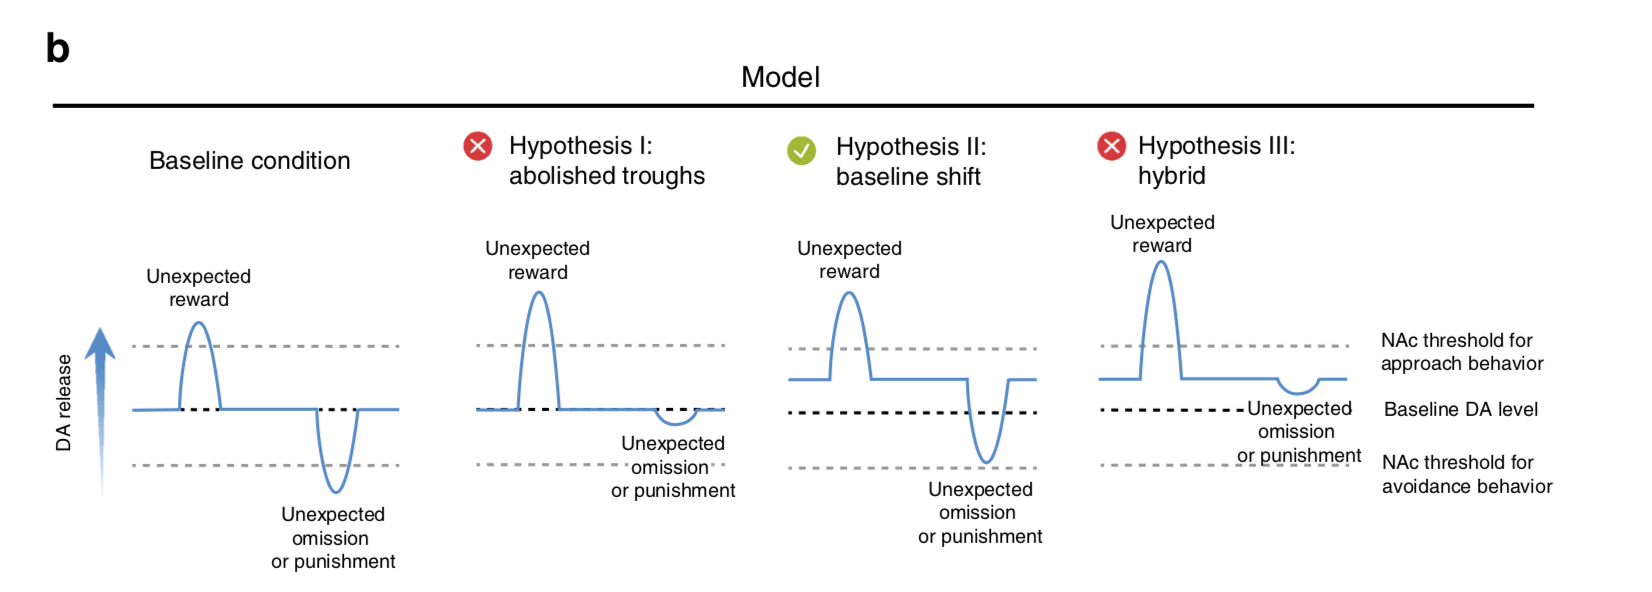 b
Model
Baseline condition
Hypothesis I:
abolished troughs
Hypothesis II:
baseline shift
Hypothesis III:
hybrid
DA release
Unexpected
reward
Unexpected
omission
or punishment
Unexpected
reward
Unexpected
omission
or punishment
Unexpected
reward
Unexpected
omission
or punishment
Unexpected
reward
Unexpected
omission
or punishment
NAc threshold for
approach behavior
Baseline DA level
NAc threshold for
avoidance behavior